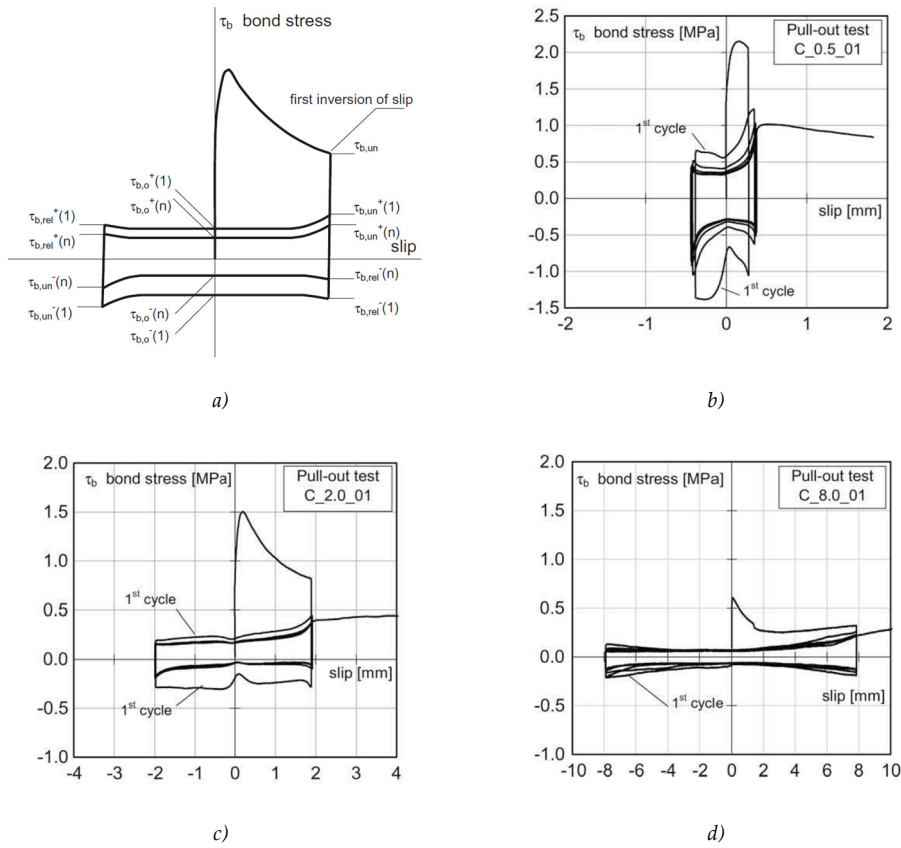 τb bond stress
first inversion of slip
τb,un
τb,o+(1)
τb,o+(n)
τb,rel+(1)
τb,rel+(n)
τb,un+(1)
τb,un+(n)
slip
τb,un-(n)
τb,un-(1)
τb,o-(n)
τb,o-(1)
τb,rel-(n)
τb,rel-(1)
a)
τb bond stress [MPa]
Pull-out test
C_0.5_01
2.5
2.0
1.5
1.0
0.5
0.0
-0.5
-1.0
-1.5
1st cycle
slip [mm]
1st cycle
-2 -1 0 1 2
b)
τb bond stress [MPa]
Pull-out test
C_2.0_01
2.0
1.5
1.0
0.5
0.0
-0.5
-1.0
1st cycle
slip [mm]
1st cycle
-4 -3 -2 -1 0 1 2 3 4
c)
τb bond stress [MPa]
Pull-out test
C_8.0_01
2.0
1.5
1.0
0.5
0.0
-0.5
-1.0
1st cycle
slip [mm]
-10 -8 -6 -4 -2 0 2 4 6 8 10
d)